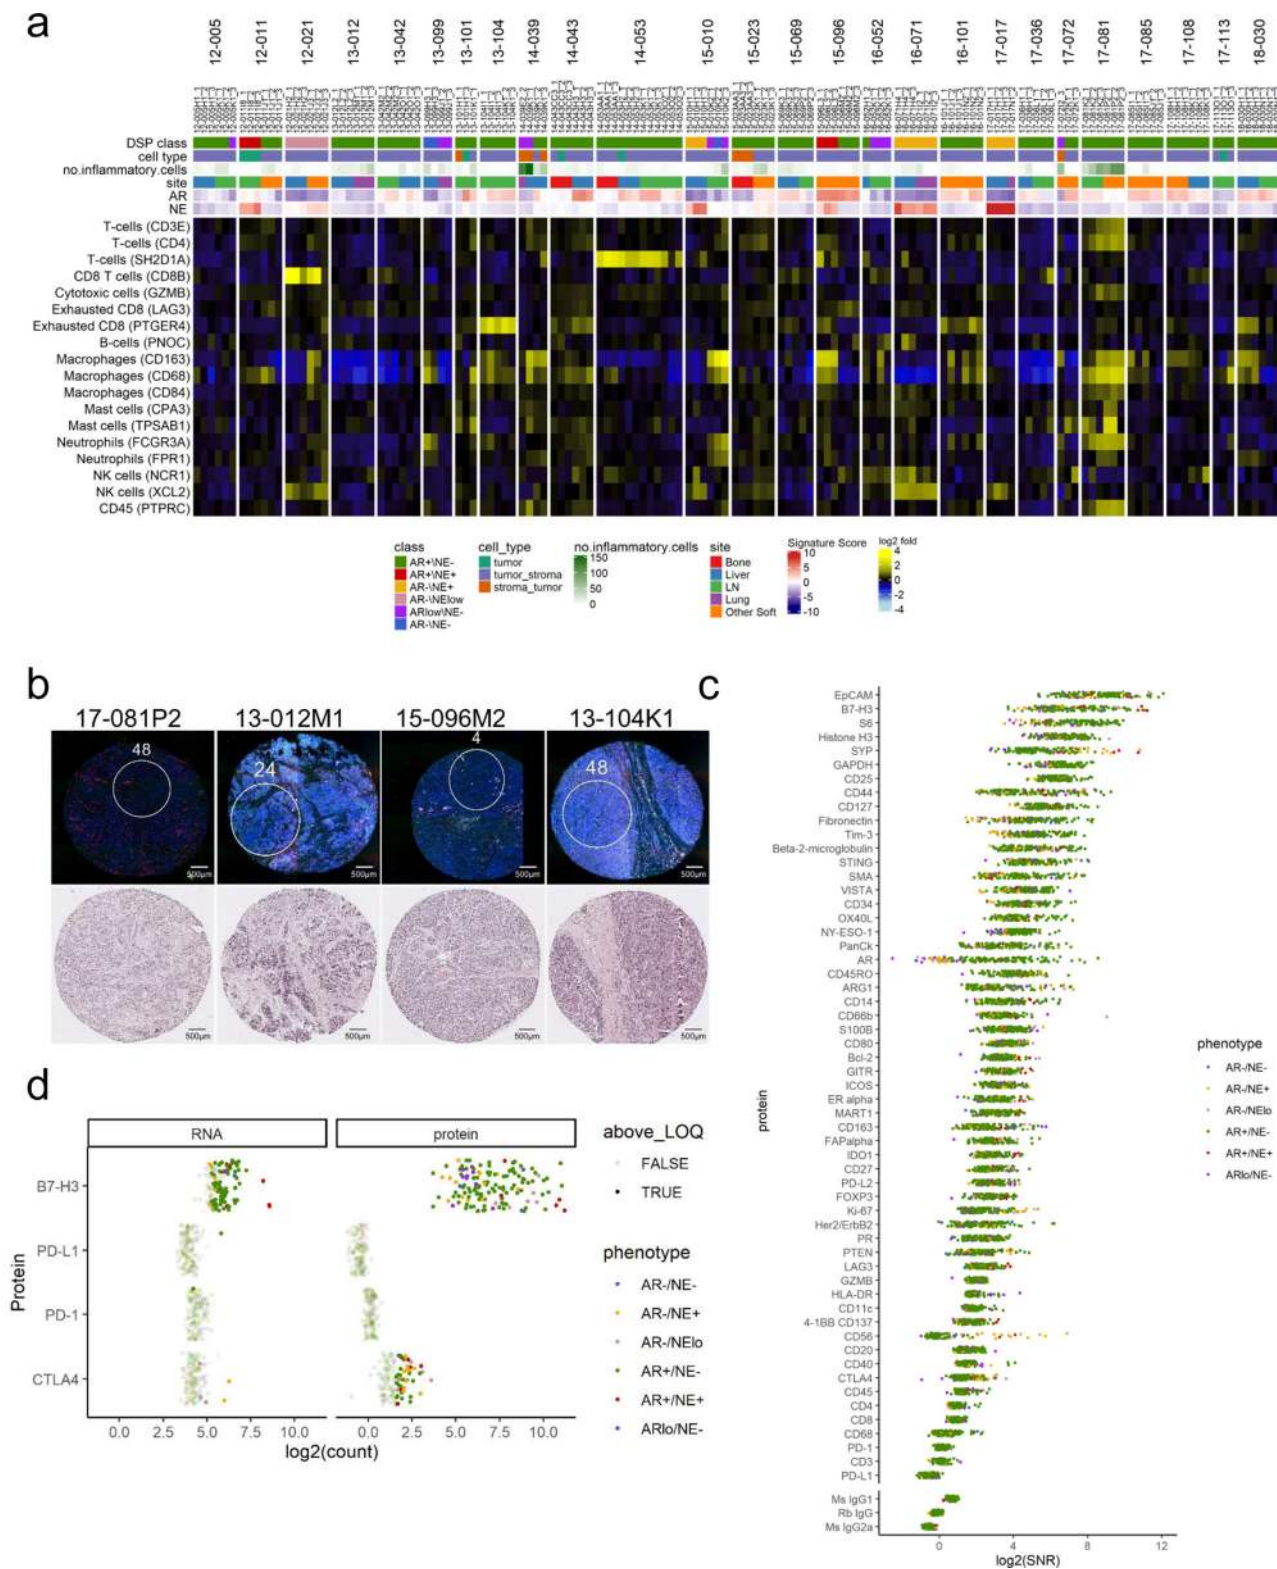 a
12-005 12-011 12-021 13-012 13-042 13-099 13-101 13-104 14-039 14-043 14-053 15-010 15-023 15-069 15-096 16-052 16-071 16-101 17-017 17-036 17-072 17-081 17-085 17-108 17-113 18-030
DSP class
cell type
no.inflammatory.cells
site
AR
NE
T-cells (CD3E)
T-cells (CD4)
T-cells (SH2D1A)
CD8 T cells (CD8B)
Cytotoxic cells (GZMB)
Exhausted CD8 (LAG3)
Exhausted CD8 (PTGER4)
B-cells (PNOC)
Macrophages (CD163)
Macrophages (CD68)
Macrophages (CD84)
Mast cells (CPA3)
Mast cells (TPSAB1)
Neutrophils (FCGR3A)
Neutrophils (FPR1)
NK cells (NCR1)
NK cells (XCL2)
CD45 (PTPRC)
class
AR+\NE-
AR+\NE+
AR-\NE+
AR-\NElow
ARlow\NE-
AR-\NE-
cell_type
tumor
tumor_stroma
stroma_tumor
no.inflammatory.cells
150
100
50
0
site
Bone
Liver
LN
Lung
Other Soft
Signature Score
10
5
0
-5
-10
log2 fold
4
2
0
-2
-4
b
17-081P2 13-012M1 15-096M2 13-104K1
48 24 4 48
500μm 500μm 500μm 500μm
500μm 500μm 500μm 500μm
c
protein
EpCAM
B7-H3
S6
Histone H3
SYP
GAPDH
CD25
CD44
CD127
Fibronectin
Tim-3
Beta-2-microglobulin
STING
SMA
VISTA
CD34
OX40L
NY-ESO-1
PanCk
AR
CD45RO
ARG1
CD14
CD66b
S100B
CD80
Bcl-2
GITR
ICOS
ER alpha
MART1
CD163
FAPalpha
IDO1
CD27
PD-L2
FOXP3
Ki-67
Her2/ErbB2
PR
PTEN
LAG3
GZMB
HLA-DR
CD11c
4-1BB CD137
CD56
CD20
CD40
CTLA4
CD45
CD4
CD8
CD68
PD-1
CD3
PD-L1
Ms IgG1
Rb IgG
Ms IgG2a
0 4 8 12
log2(SNR)
phenotype
AR-/NE-
AR-/NE+
AR-/NElo
AR+/NE-
AR+/NE+
ARlo/NE-
d
RNA protein
Protein
B7-H3
PD-L1
PD-1
CTLA4
0.0 2.5 5.0 7.5 10.0 0.0 2.5 5.0 7.5 10.0
log2(count)
above_LOQ
FALSE
TRUE
phenotype
AR-/NE-
AR-/NE+
AR-/NElo
AR+/NE-
AR+/NE+
ARlo/NE-